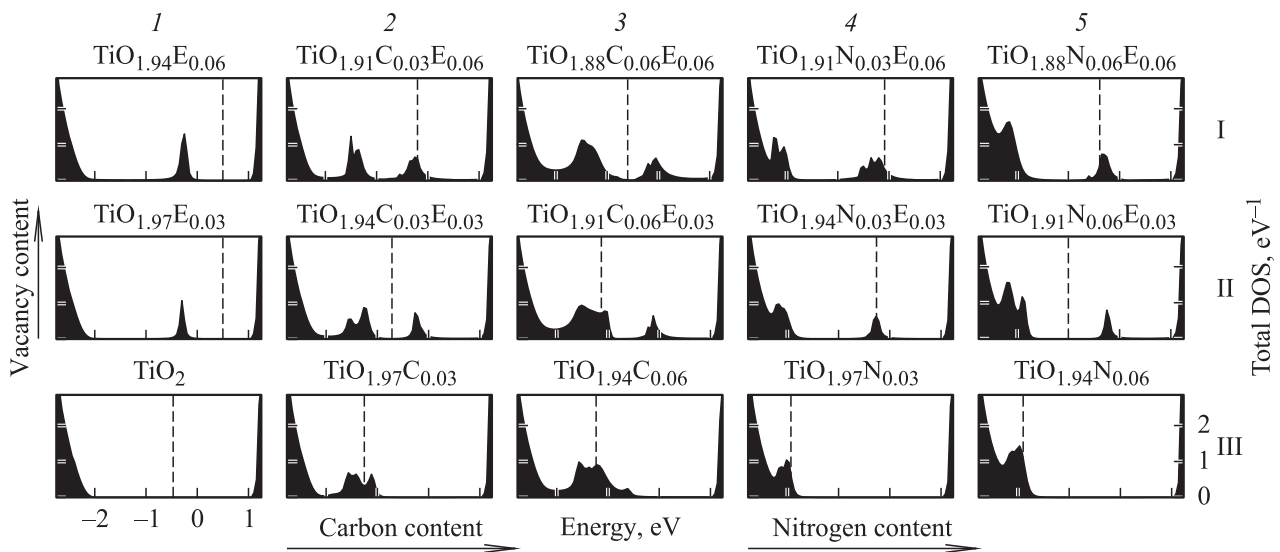 1 2 3 4 5
TiO1.94E0.06 TiO1.91C0.03E0.06 TiO1.88C0.06E0.06 TiO1.91N0.03E0.06 TiO1.88N0.06E0.06
I
TiO1.97E0.03 TiO1.94C0.03E0.03 TiO1.91C0.06E0.03 TiO1.94N0.03E0.03 TiO1.91N0.06E0.03
Vacancy content
II
Total DOS, eV–1
TiO2 TiO1.97C0.03 TiO1.94C0.06 TiO1.97N0.03 TiO1.94N0.06
2
1
0
III
–2 –1 0 1
Carbon content Energy, eV Nitrogen content